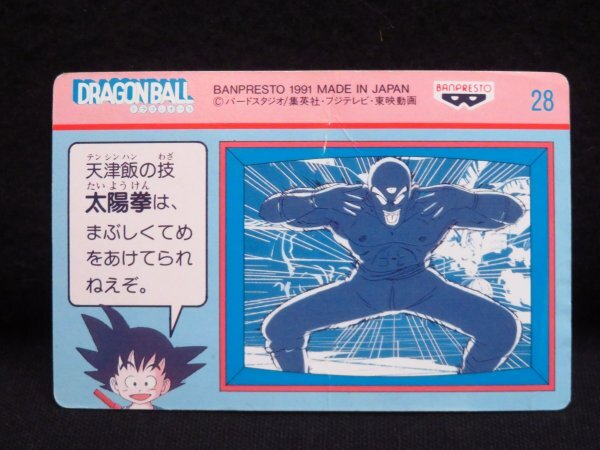 DRAGONBALL
ドラゴンボール
BANPRESTO 1991 MADE IN JAPAN
©バードスタジオ/集英社・フジテレビ・東映動画
BANPRESTO
28
テンシンハン わざ
天津飯の技
たいようけん
太陽拳は、
まぶしくてめ
をあけてられ
ねえぞ。